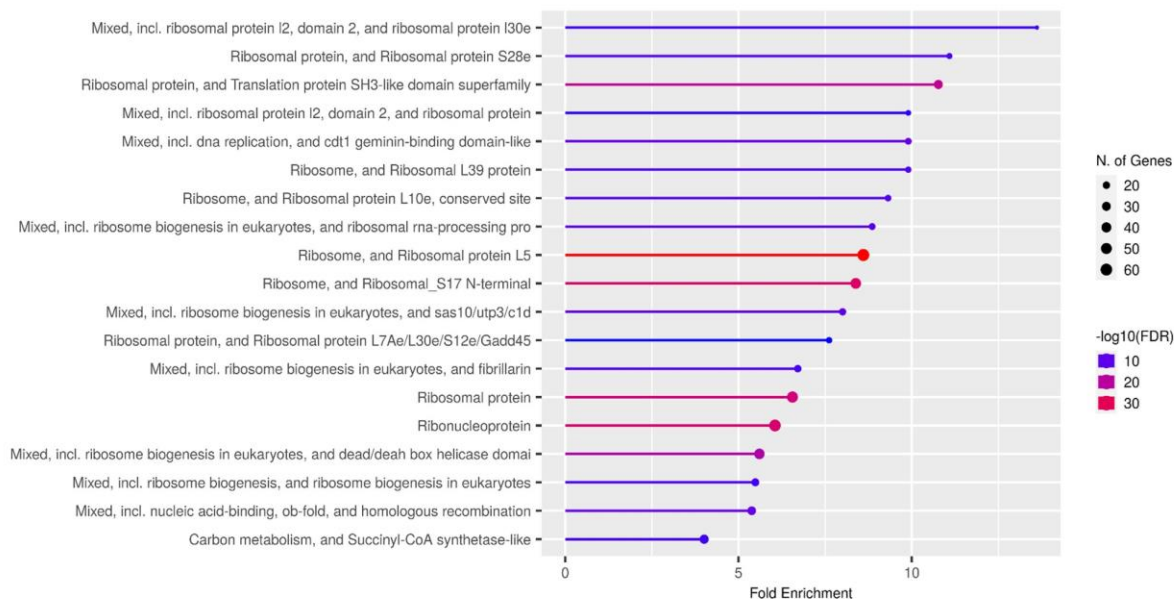 Mixed, incl. ribosomal protein l2, domain 2, and ribosomal protein l30e
Ribosomal protein, and Ribosomal protein S28e
Ribosomal protein, and Translation protein SH3-like domain superfamily
Mixed, incl. ribosomal protein l2, domain 2, and ribosomal protein
Mixed, incl. dna replication, and cdt1 geminin-binding domain-like
Ribosome, and Ribosomal L39 protein
Ribosome, and Ribosomal protein L10e, conserved site
Mixed, incl. ribosome biogenesis in eukaryotes, and ribosomal rna-processing pro
Ribosome, and Ribosomal protein L5
Ribosome, and Ribosomal_S17 N-terminal
Mixed, incl. ribosome biogenesis in eukaryotes, and sas10/utp3/c1d
Ribosomal protein, and Ribosomal protein L7Ae/L30e/S12e/Gadd45
Mixed, incl. ribosome biogenesis in eukaryotes, and fibrillarin
Ribosomal protein
Ribonucleoprotein
Mixed, incl. ribosome biogenesis in eukaryotes, and dead/deah box helicase domai
Mixed, incl. ribosome biogenesis, and ribosome biogenesis in eukaryotes
Mixed, incl. nucleic acid-binding, ob-fold, and homologous recombination
Carbon metabolism, and Succinyl-CoA synthetase-like
0 5 10
Fold Enrichment
N. of Genes
20
30
40
50
60
-log10(FDR)
10
20
30